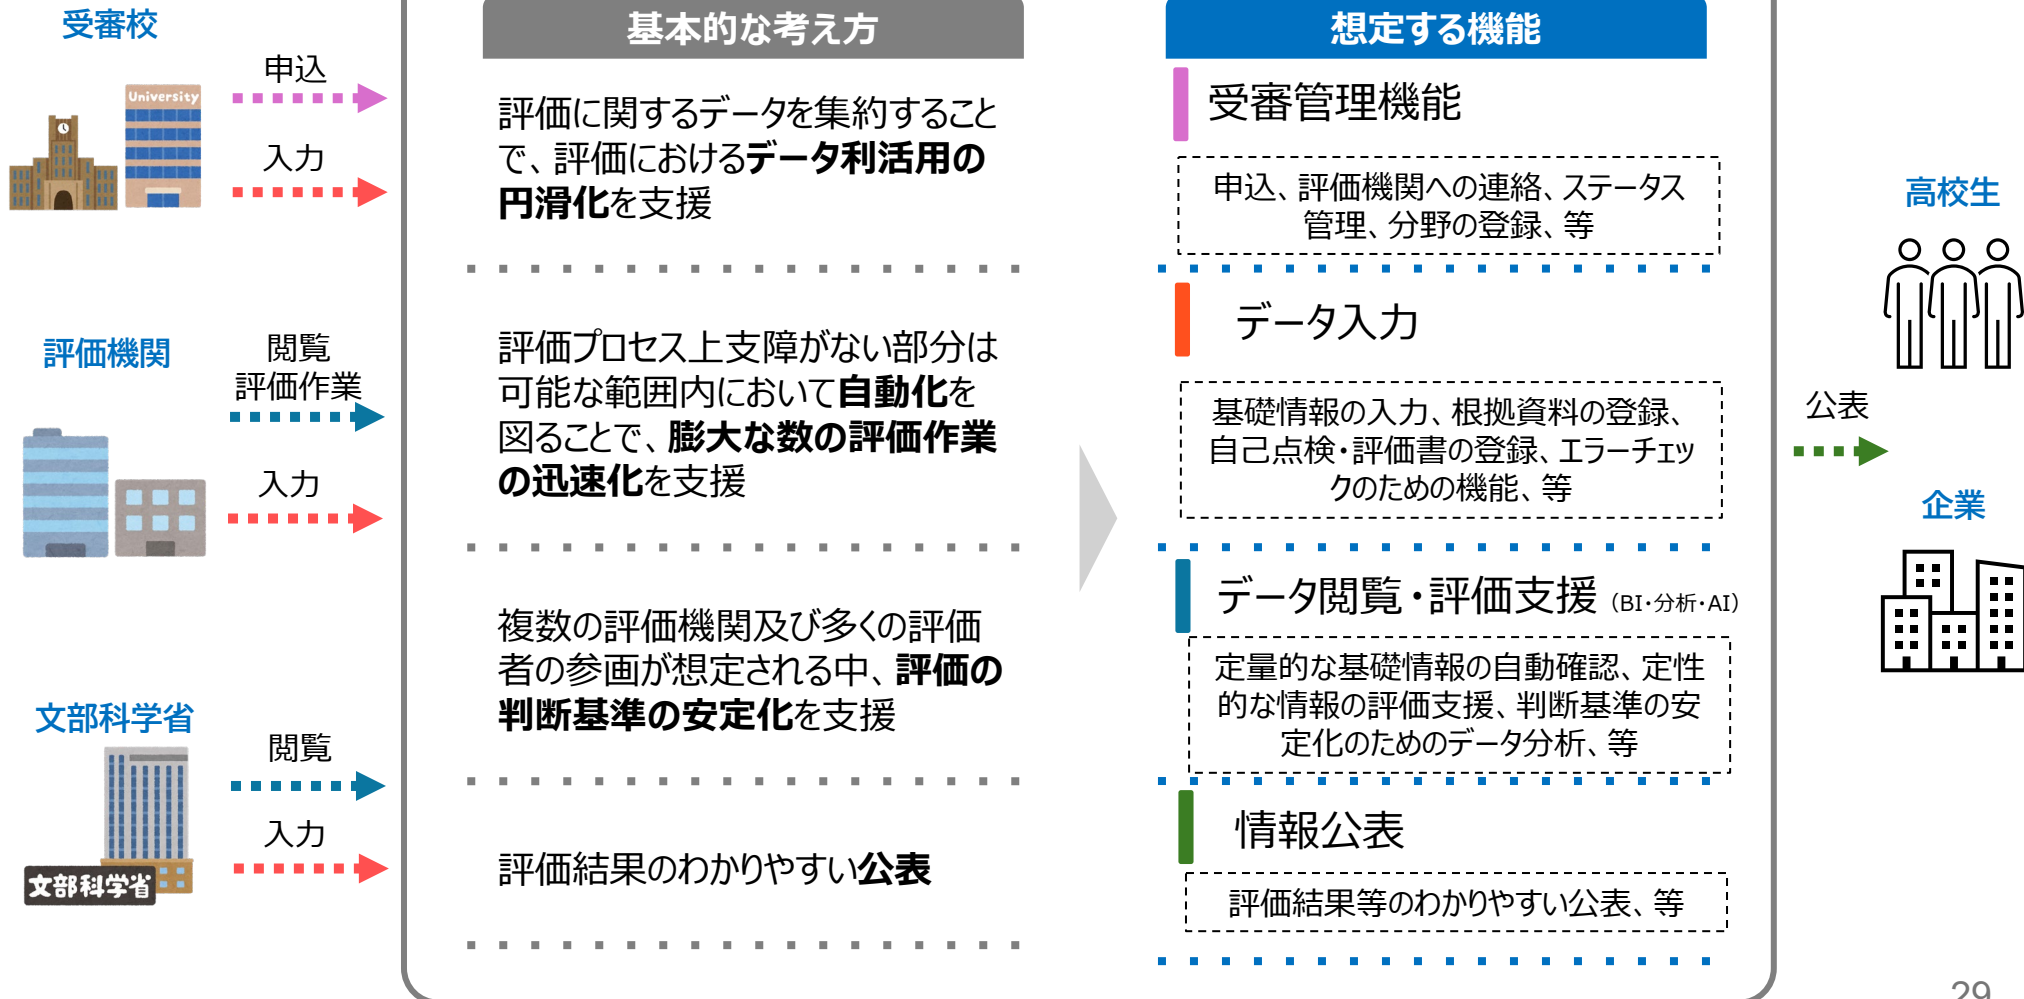 受審校
申込
University
入力
評価機関
閲覧
評価作業
入力
文部科学省
閲覧
入力
文部科学省
基本的な考え方
評価に関するデータを集約すること
で、評価におけるデータ利活用の
円滑化を支援
評価プロセス上支障がない部分は
可能な範囲内において自動化を
図ることで、膨大な数の評価作業
の迅速化を支援
複数の評価機関及び多くの評価
者の参画が想定される中、評価の
判断基準の安定化を支援
評価結果のわかりやすい公表
想定する機能
受審管理機能
申込、評価機関への連絡、ステータス
管理、分野の登録、等
データ入力
基礎情報の入力、根拠資料の登録、
自己点検・評価書の登録、エラーチェッ
クのための機能、等
データ閲覧・評価支援（BI・分析・AI）
定量的な基礎情報の自動確認、定性
的な情報の評価支援、判断基準の安
定化のためのデータ分析、等
情報公表
評価結果等のわかりやすい公表、等
公表
高校生
企業
29